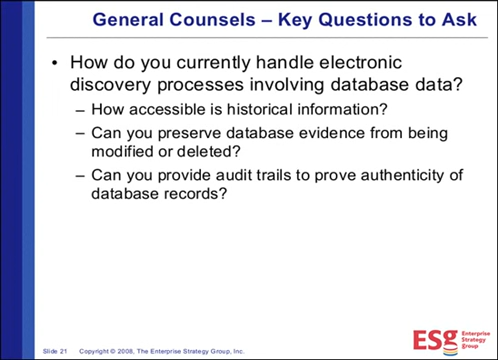 General Counsels – Key Questions to Ask
• How do you currently handle electronic
discovery processes involving database data?
– How accessible is historical information?
– Can you preserve database evidence from being
modified or deleted?
– Can you provide audit trails to prove authenticity of
database records?
ESG Enterprise
Strategy
Group
Slide 21 Copyright © 2008, The Enterprise Strategy Group, Inc.